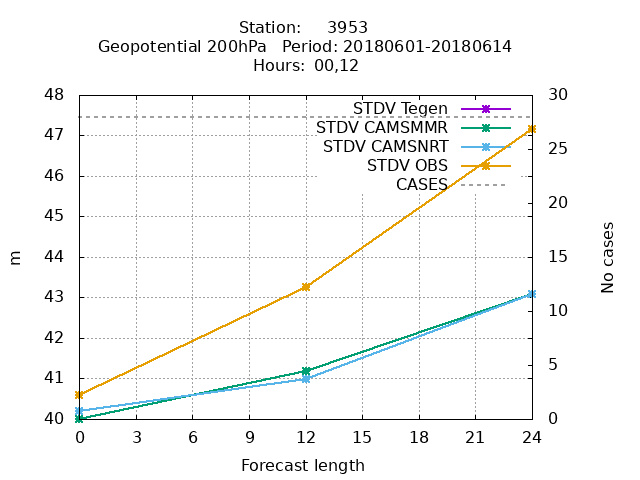 Station: 3953
Geopotential 200hPa Period: 20180601-20180614
Hours: 00,12
48
47
46
45
44
43
42
41
40
30
25
20
15
10
5
0
STDV Tegen
STDV CAMSMMR
STDV CAMSNRT
STDV OBS
CASES
m
No cases
0 3 6 9 12 15 18 21 24
Forecast length